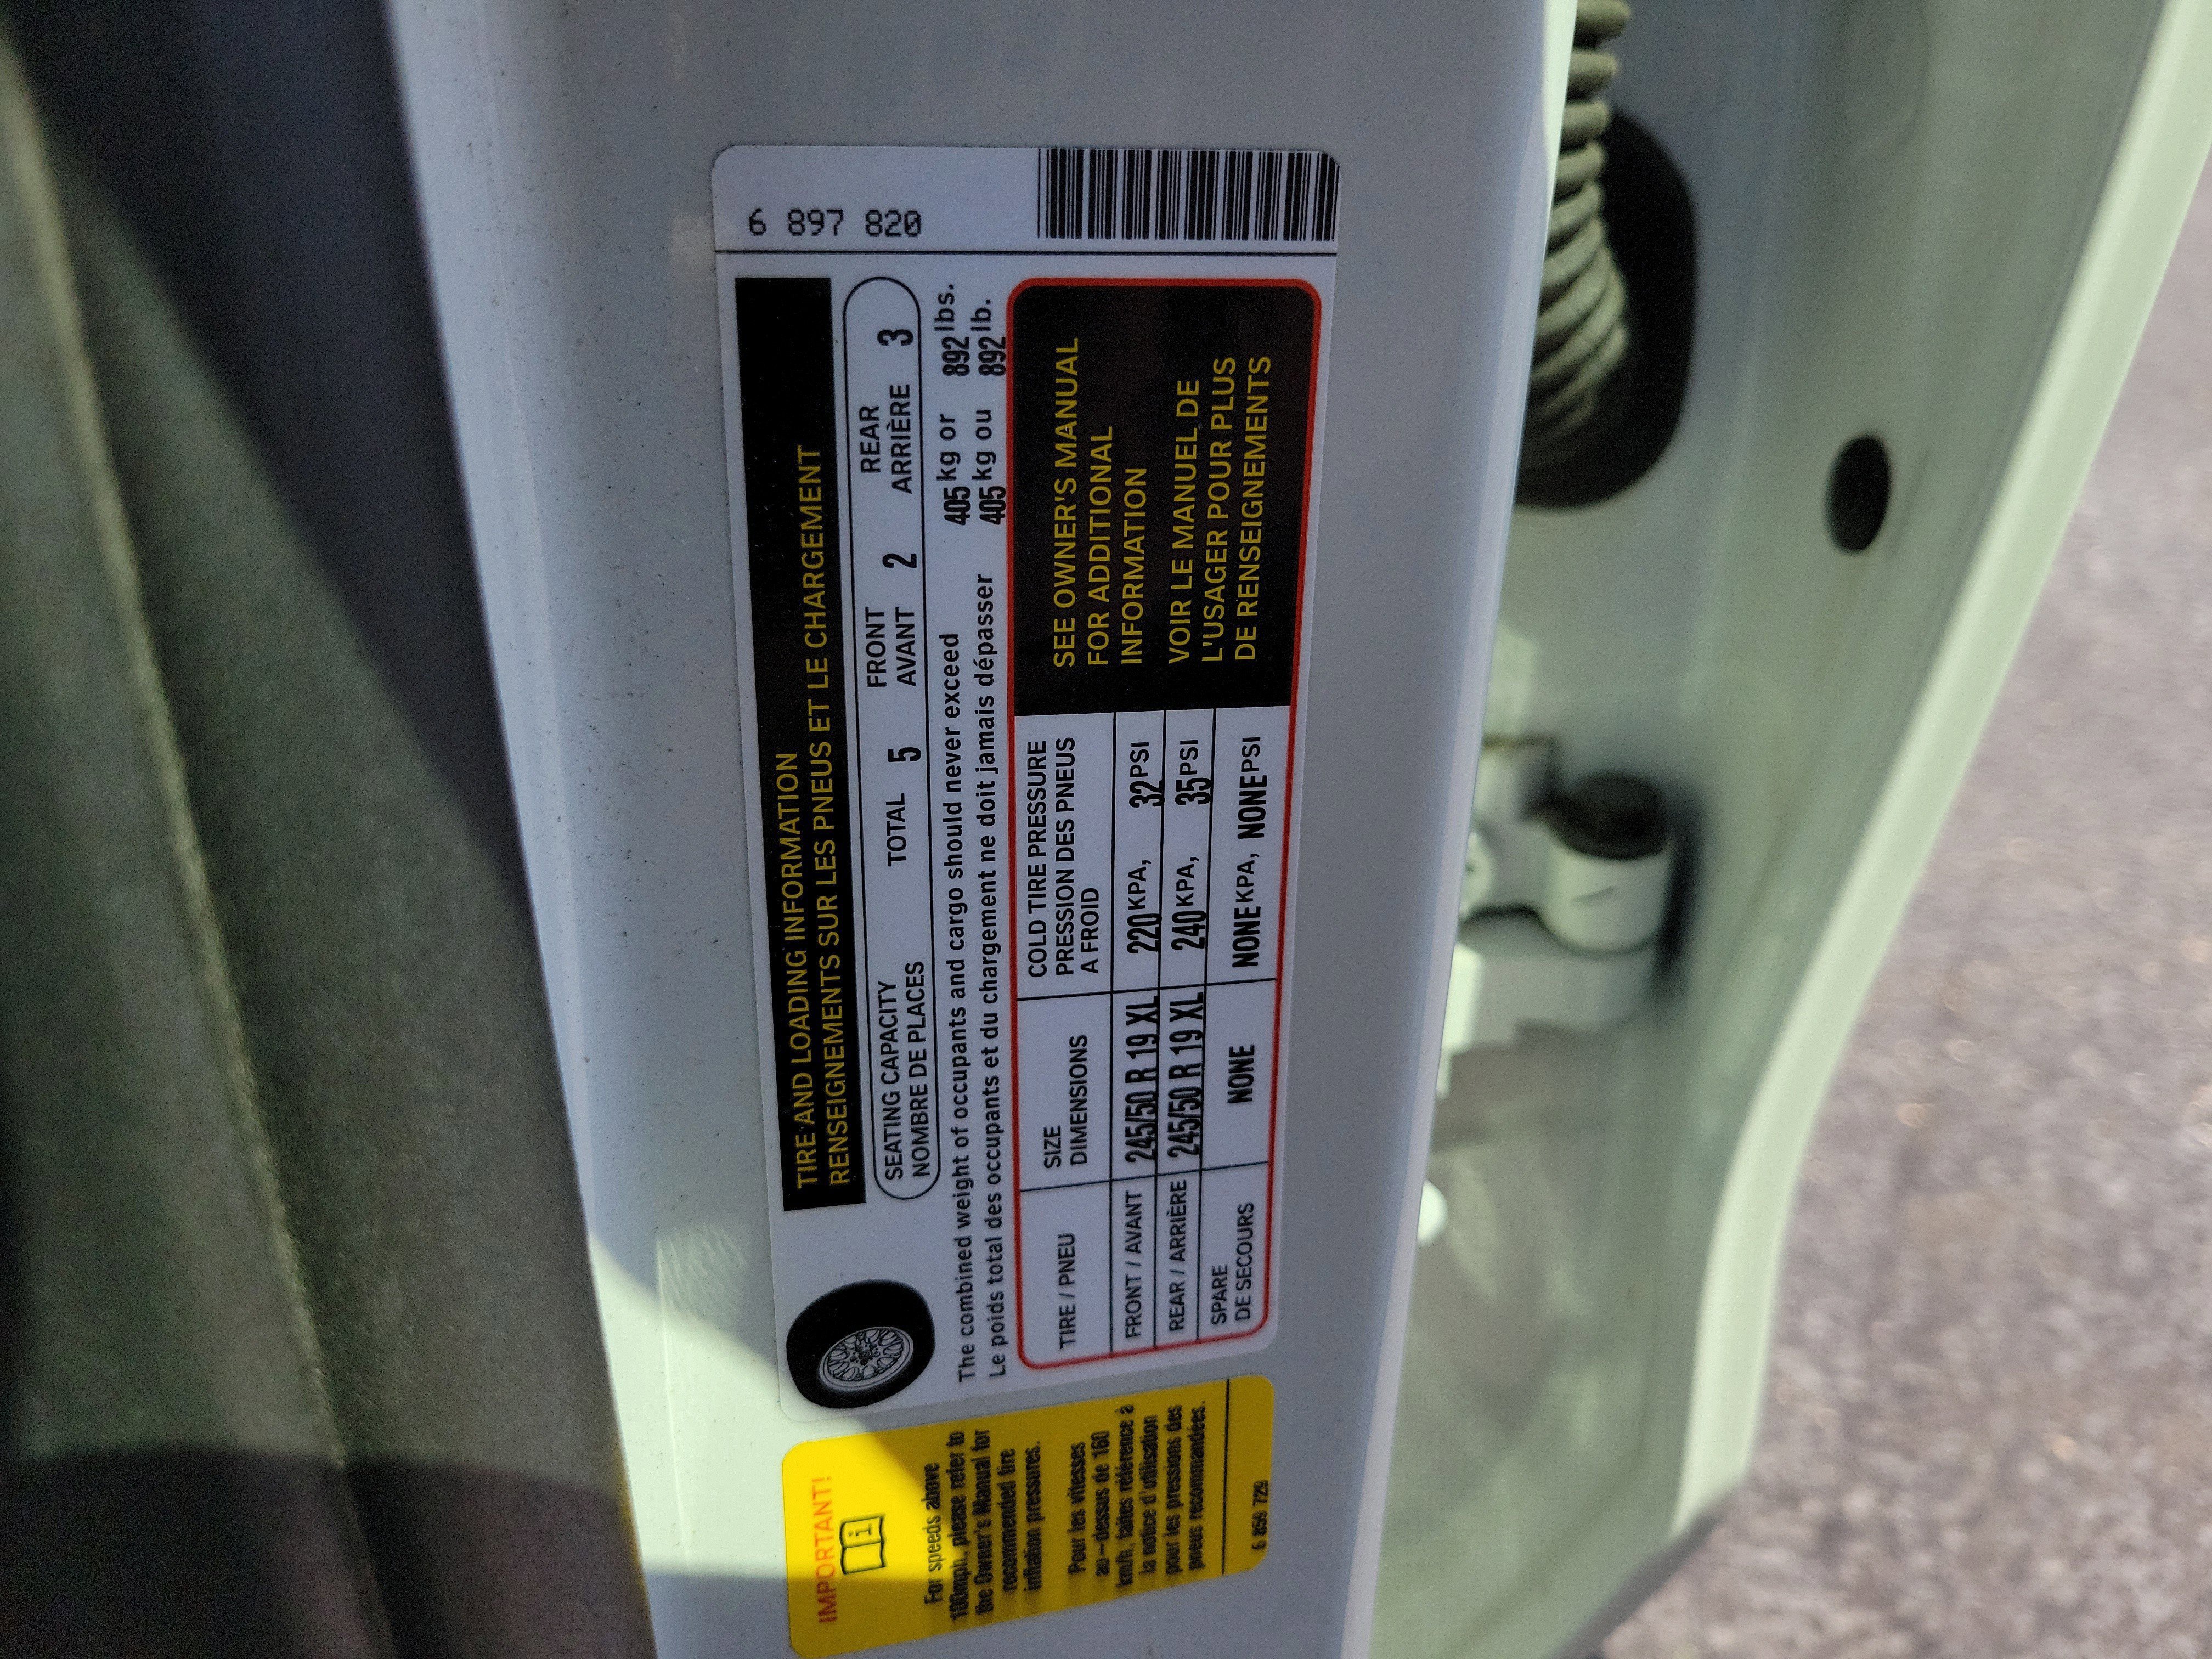 TIRE AND LOADING INFORMATION
RENSEIGNEMENTS SUR LES PNEUS ET LE CHARGEMENT
SEATING CAPACITY
NOMBRE DE PLACES
TOTAL 5
FRONT
AVANT 2
REAR
ARRIÈRE 3
The combined weight of occupants and cargo should never exceed 405 kg or 892 lbs.
Le poids total des occupants et du chargement ne doit jamais dépasser 405 kg ou 892 lb.
TIRE / PNEU
SIZE
DIMENSIONS
COLD TIRE PRESSURE
PRESSION DES PNEUS
A FROID
FRONT / AVANT 245/50 R 19 XL 220 KPA, 32 PSI
REAR / ARRIÈRE 245/50 R 19 XL 240 KPA, 35 PSI
SPARE
DE SECOURS
NONE NONE KPA, NONE PSI
SEE OWNER'S MANUAL
FOR ADDITIONAL
INFORMATION
VOIR LE MANUEL DE
L'USAGER POUR PLUS
DE RENSEIGNEMENTS
6 897 820
IMPORTANT!
i
For speeds above
100mph, please refer to
the Owner's Manual for
recommended tire
inflation pressures.
Pour les vitesses
au-dessus de 160
km/h, faites référence à
la notice d'utilisation
pour les pressions des
pneus recommandées.
6 859 729